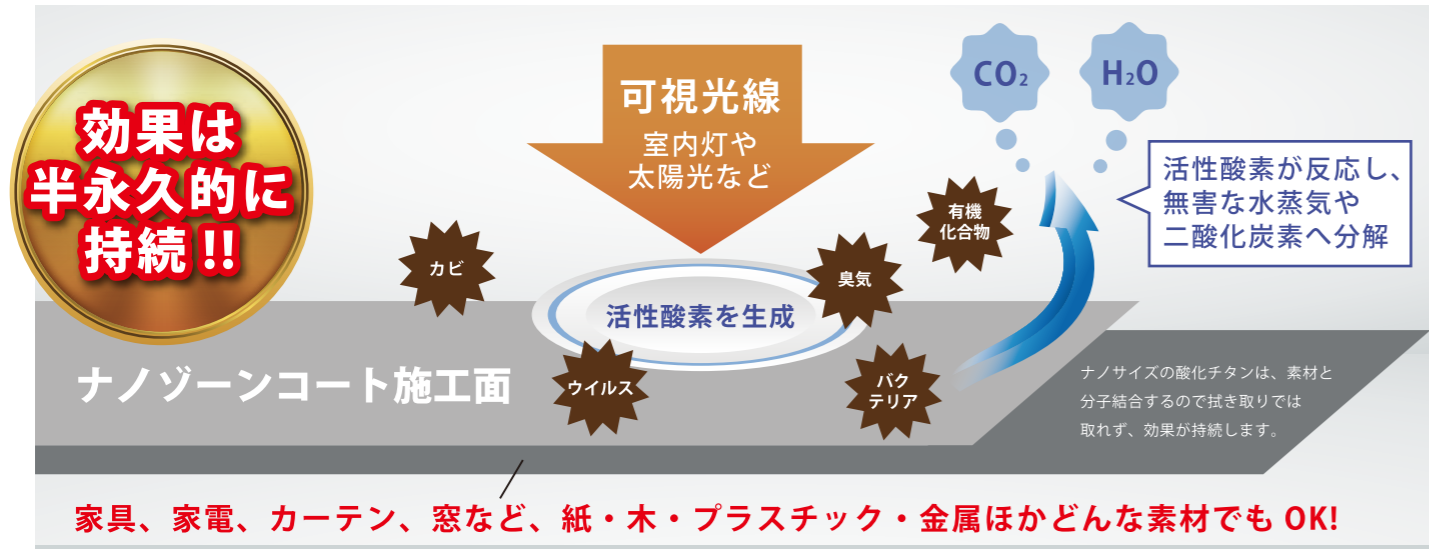 効果は
半永久的に
持続!!
可視光線
室内灯や
太陽光など
CO₂
H₂O
活性酸素が反応し、
無害な水蒸気や
二酸化炭素へ分解
有機
化合物
カビ
臭気
活性酸素を生成
ナノゾーンコート施工面
ウイルス
バク
テリア
ナノサイズの酸化チタンは、素材と
分子結合するので拭き取りでは
取れず、効果が持続します。
家具、家電、カーテン、窓など、紙・木・プラスチック・金属ほかどんな素材でも OK!